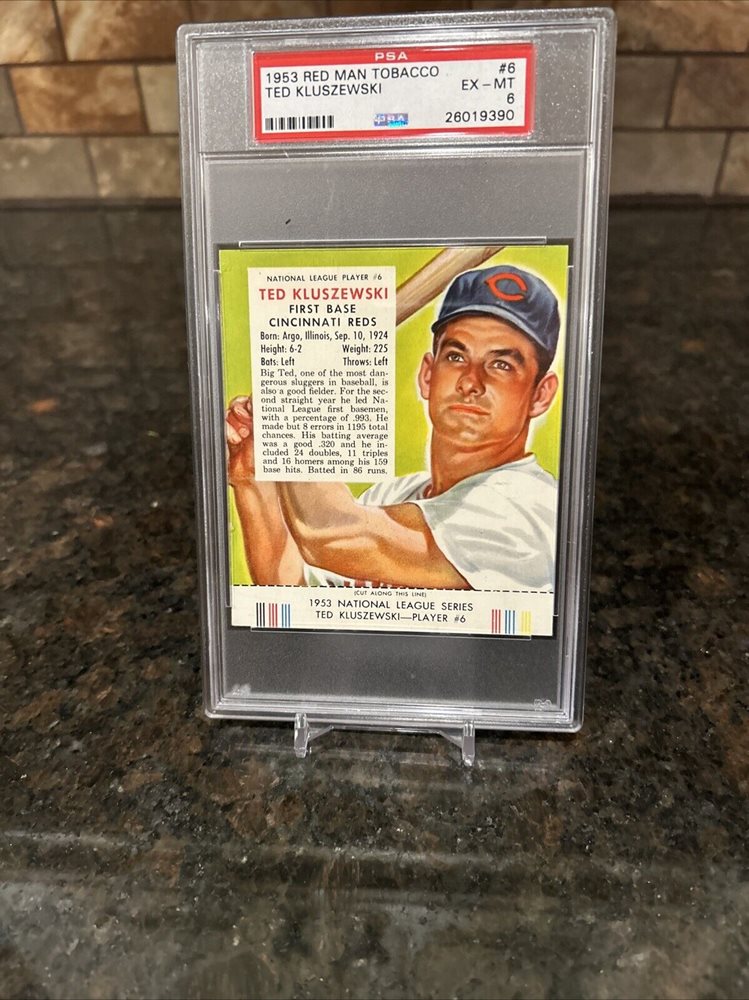 PSA
1953 RED MAN TOBACCO #6
TED KLUSZEWSKI EX - MT
6
26019390
NATIONAL LEAGUE PLAYER #6
TED KLUSZEWSKI
FIRST BASE
CINCINNATI REDS
Born: Argo, Illinois, Sep. 10, 1924
Height: 6-2 Weight: 225
Bats: Left Throws: Left
Big Ted, one of the most dan-
gerous sluggers in baseball, is
also a good fielder. For the sec-
ond straight year he led Na-
tional League first basemen,
with a percentage of .993. He
made but 8 errors in 1195 total
chances. His batting average
was a good .320 and he in-
cluded 24 doubles, 11 triples
and 16 homers among his 159
base hits. Batted in 86 runs.
C
(CUT ALONG THIS LINE)
1953 NATIONAL LEAGUE SERIES
TED KLUSZEWSKI—PLAYER #6